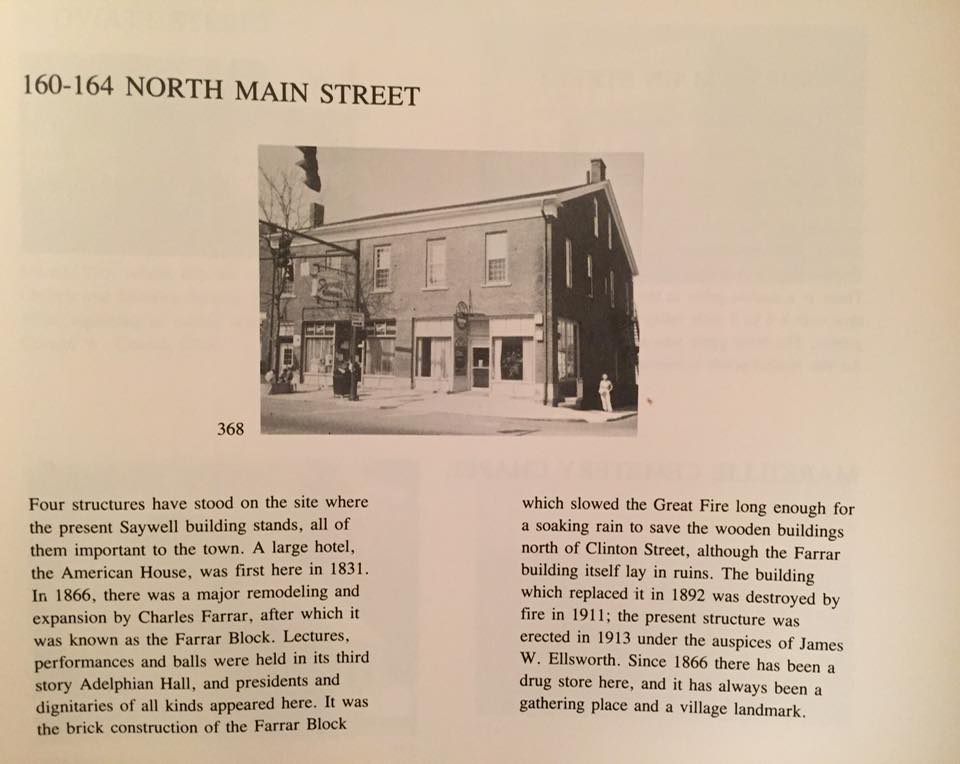 160-164 NORTH MAIN STREET
368
Four structures have stood on the site where
the present Saywell building stands, all of
them important to the town. A large hotel,
the American House, was first here in 1831.
In 1866, there was a major remodeling and
expansion by Charles Farrar, after which it
was known as the Farrar Block. Lectures,
performances and balls were held in its third
story Adelphian Hall, and presidents and
dignitaries of all kinds appeared here. It was
the brick construction of the Farrar Block
which slowed the Great Fire long enough for
a soaking rain to save the wooden buildings
north of Clinton Street, although the Farrar
building itself lay in ruins. The building
which replaced it in 1892 was destroyed by
fire in 1911; the present structure was
erected in 1913 under the auspices of James
W. Ellsworth. Since 1866 there has been a
drug store here, and it has always been a
gathering place and a village landmark.